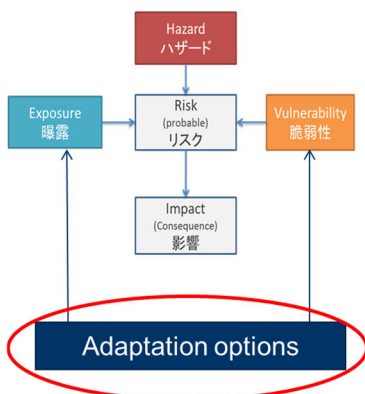 Hazard
ハザード
Exposure
曝露
Risk
(probable)
リスク
Vulnerability
脆弱性
Impact
(Consequence)
影響
Adaptation options